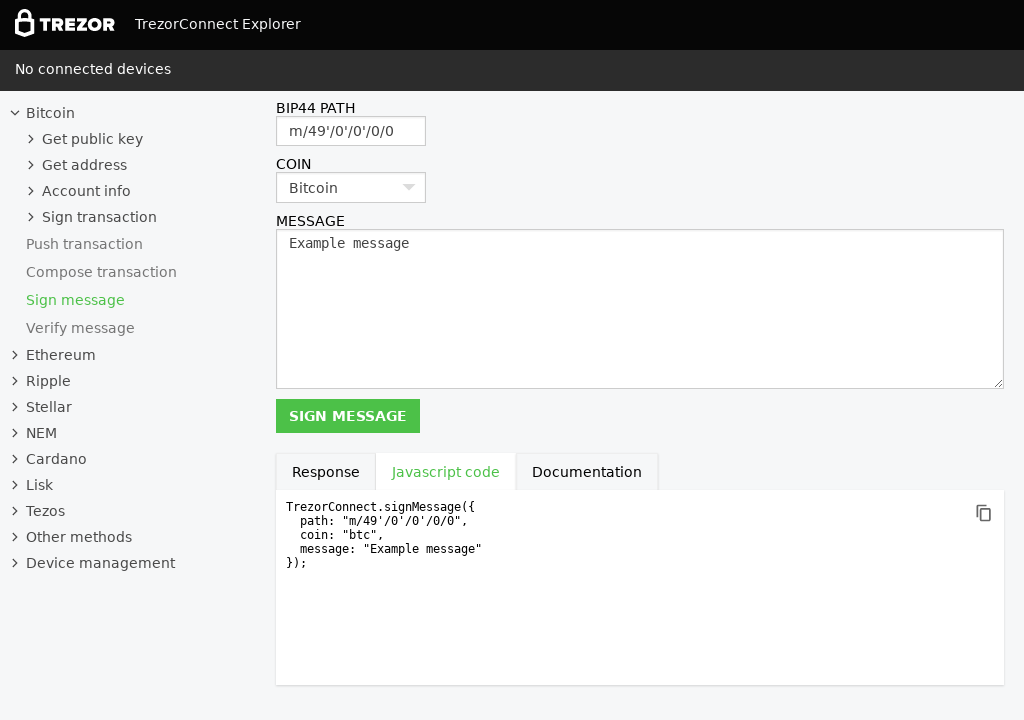 TREZOR TrezorConnect Explorer
No connected devices
Bitcoin
Get public key
Get address
Account info
Sign transaction
Push transaction
Compose transaction
Sign message
Verify message
Ethereum
Ripple
Stellar
NEM
Cardano
Lisk
Tezos
Other methods
Device management
BIP44 PATH
m/49'/0'/0'/0/0
COIN
Bitcoin
MESSAGE
Example message
SIGN MESSAGE
Response Javascript code Documentation
TrezorConnect.signMessage({
  path: "m/49'/0'/0'/0/0",
  coin: "btc",
  message: "Example message"
});